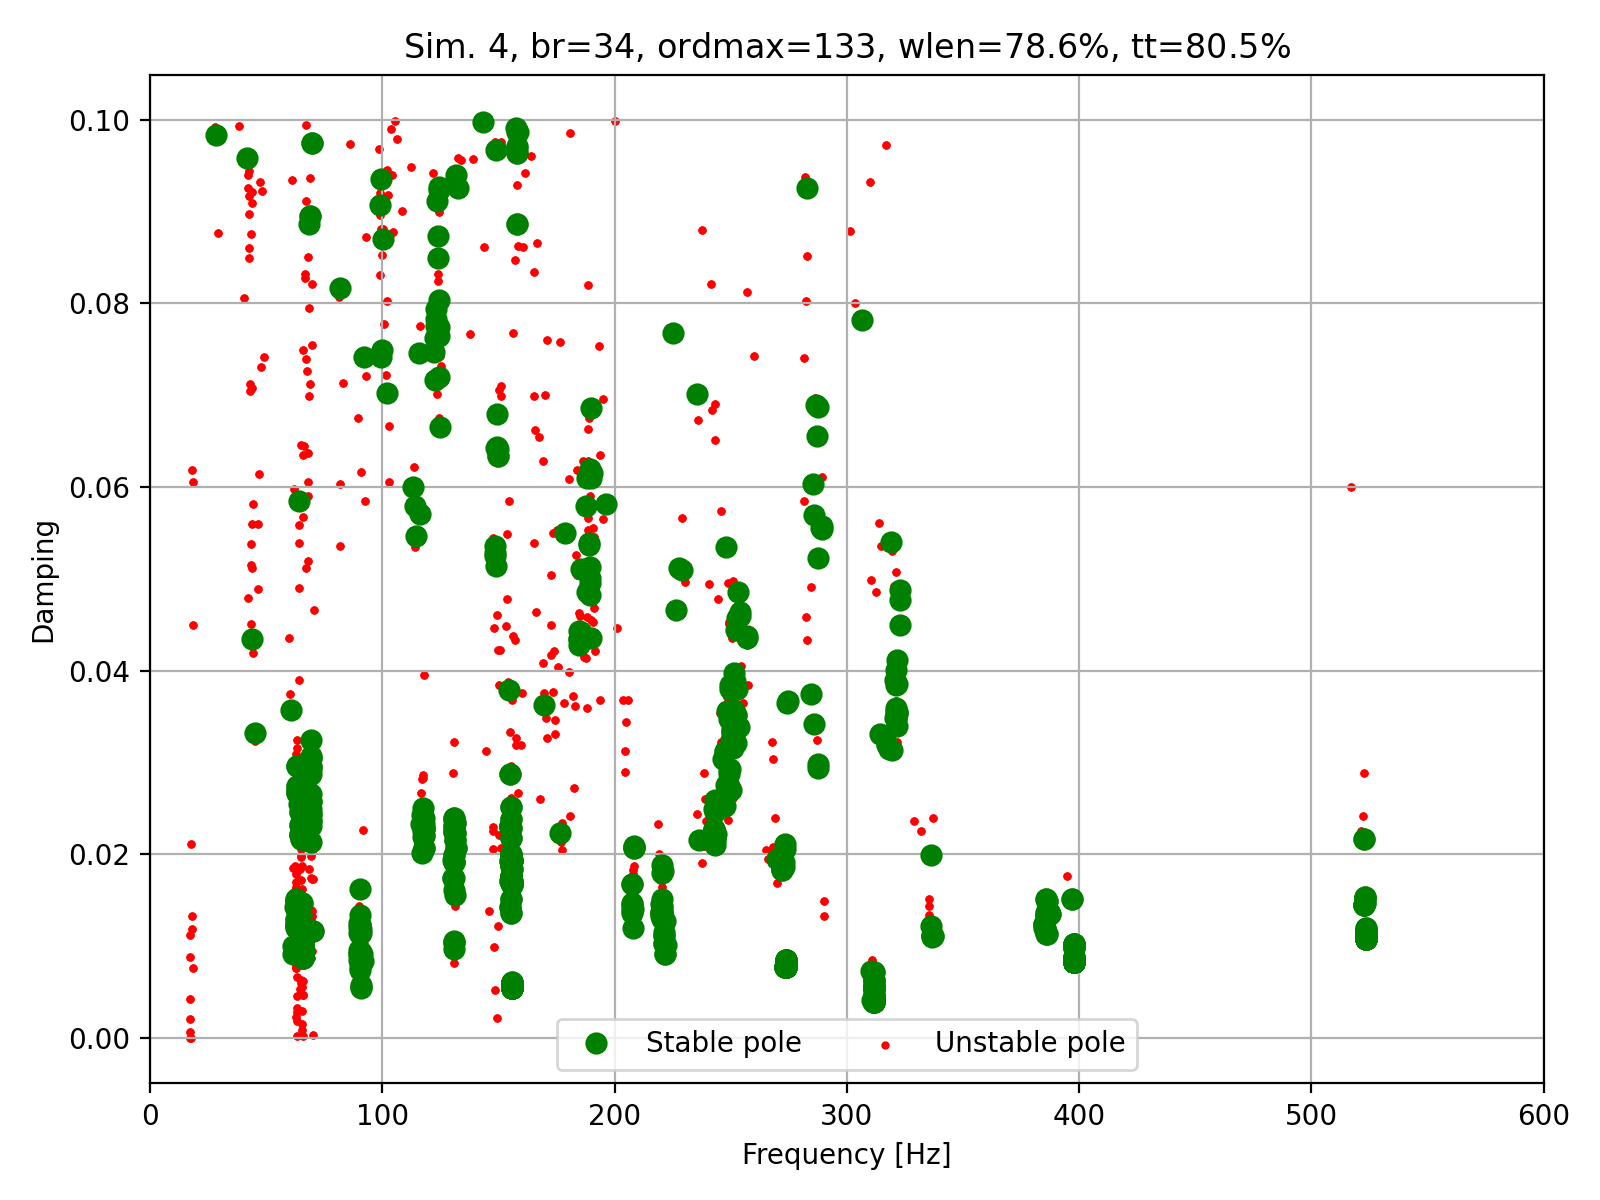 Sim. 4, br=34, ordmax=133, wlen=78.6%, tt=80.5%
0.10
0.08
0.06
0.04
0.02
0.00
Damping
Stable pole
Unstable pole
0
100
200
300
400
500
600
Frequency [Hz]